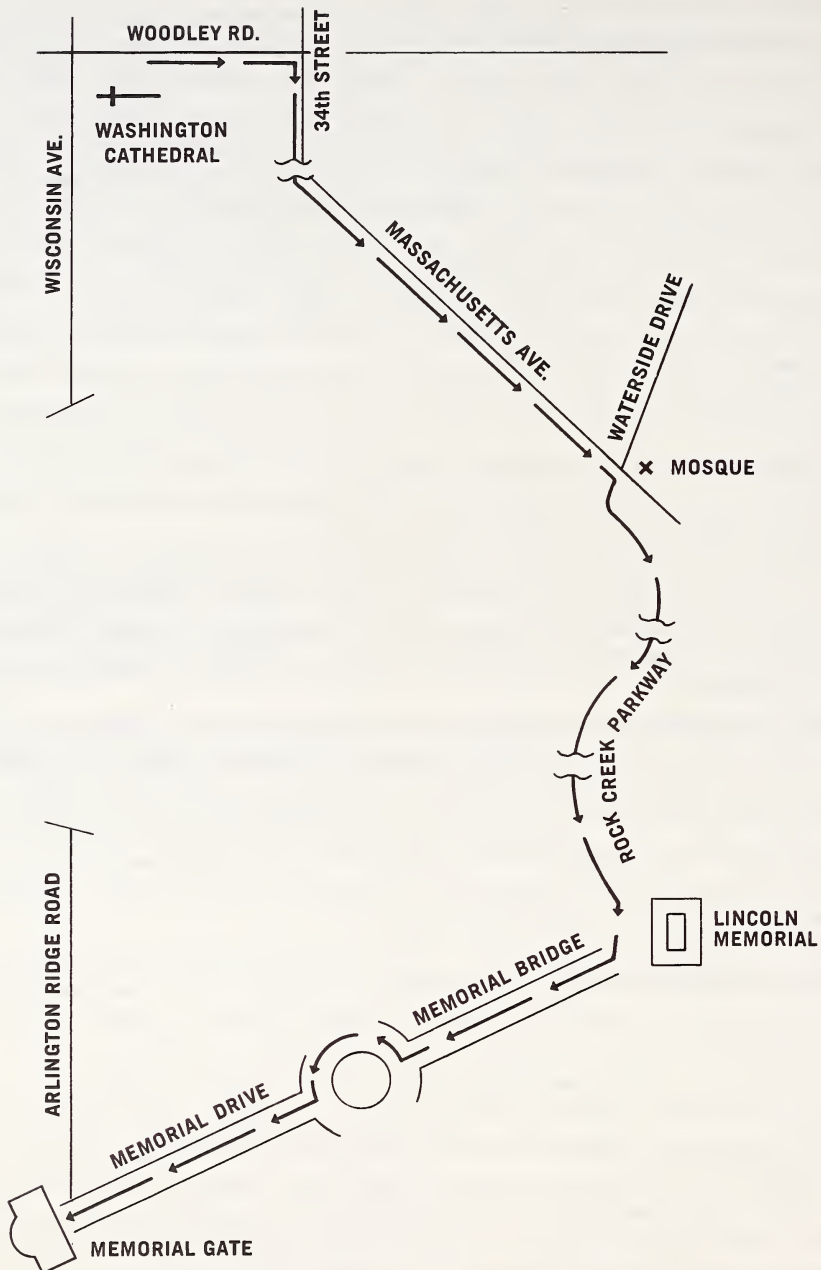 WOODLEY RD.
34th STREET
WASHINGTON
CATHEDRAL
WISCONSIN AVE.
MASSACHUSETTS AVE.
WATERSIDE DRIVE
MOSQUE
ROCK CREEK PARKWAY
ARLINGTON RIDGE ROAD
LINCOLN
MEMORIAL
MEMORIAL BRIDGE
MEMORIAL DRIVE
MEMORIAL GATE